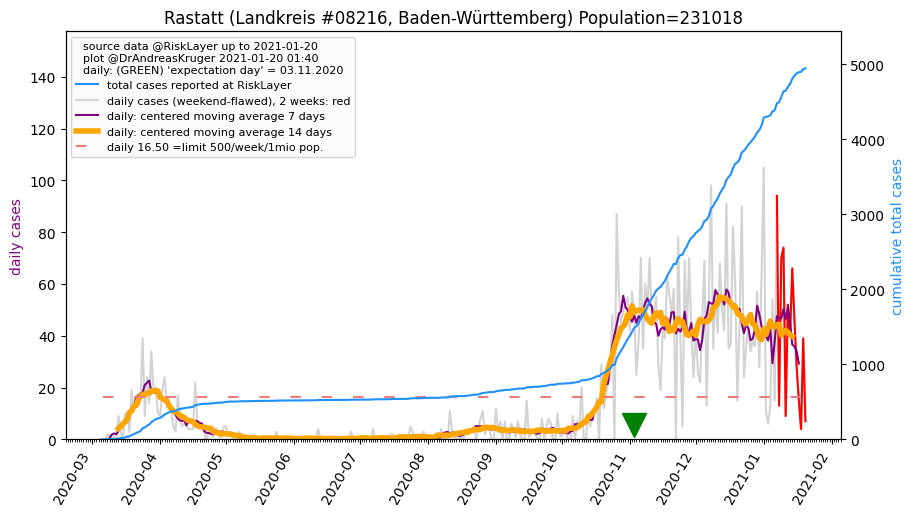 Rastatt (Landkreis #08216, Baden-Württemberg) Population=231018
source data @RiskLayer up to 2021-01-20
plot @DrAndreasKruger 2021-01-20 01:40
daily: (GREEN) 'expectation day' = 03.11.2020
total cases reported at RiskLayer
daily cases (weekend-flawed), 2 weeks: red
daily: centered moving average 7 days
daily: centered moving average 14 days
daily 16.50 =limit 500/week/1mio pop.
daily cases
140
120
100
80
60
40
20
0
cumulative total cases
5000
4000
3000
2000
1000
0
2020-03
2020-04
2020-05
2020-06
2020-07
2020-08
2020-09
2020-10
2020-11
2020-12
2021-01
2021-02